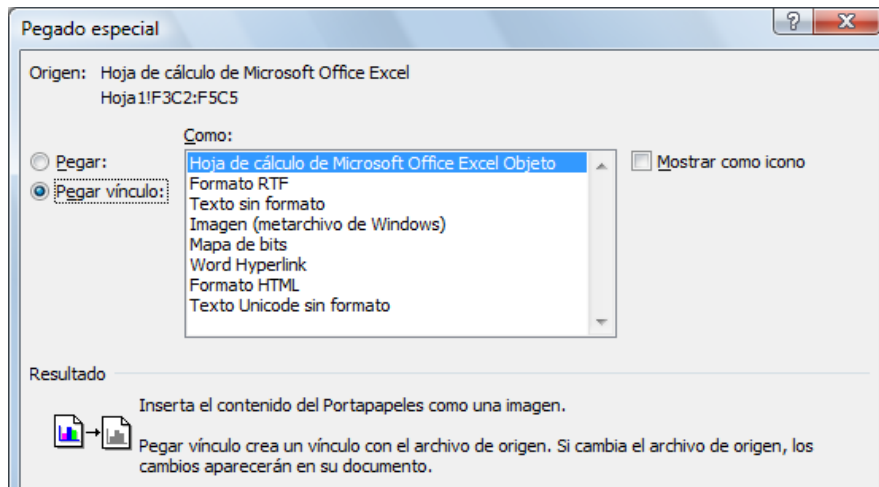 Pegado especial
Origen: Hoja de cálculo de Microsoft Office Excel
Hoja1!F3C2:F5C5
Como:
Pegar:
Pegar vínculo:
Hoja de cálculo de Microsoft Office Excel Objeto
Formato RTF
Texto sin formato
Imagen (metarchivo de Windows)
Mapa de bits
Word Hyperlink
Formato HTML
Texto Unicode sin formato
Mostrar como icono
Resultado
Inserta el contenido del Portapapeles como una imagen.
Pegar vínculo crea un vínculo con el archivo de origen. Si cambia el archivo de origen, los
cambios aparecerán en su documento.